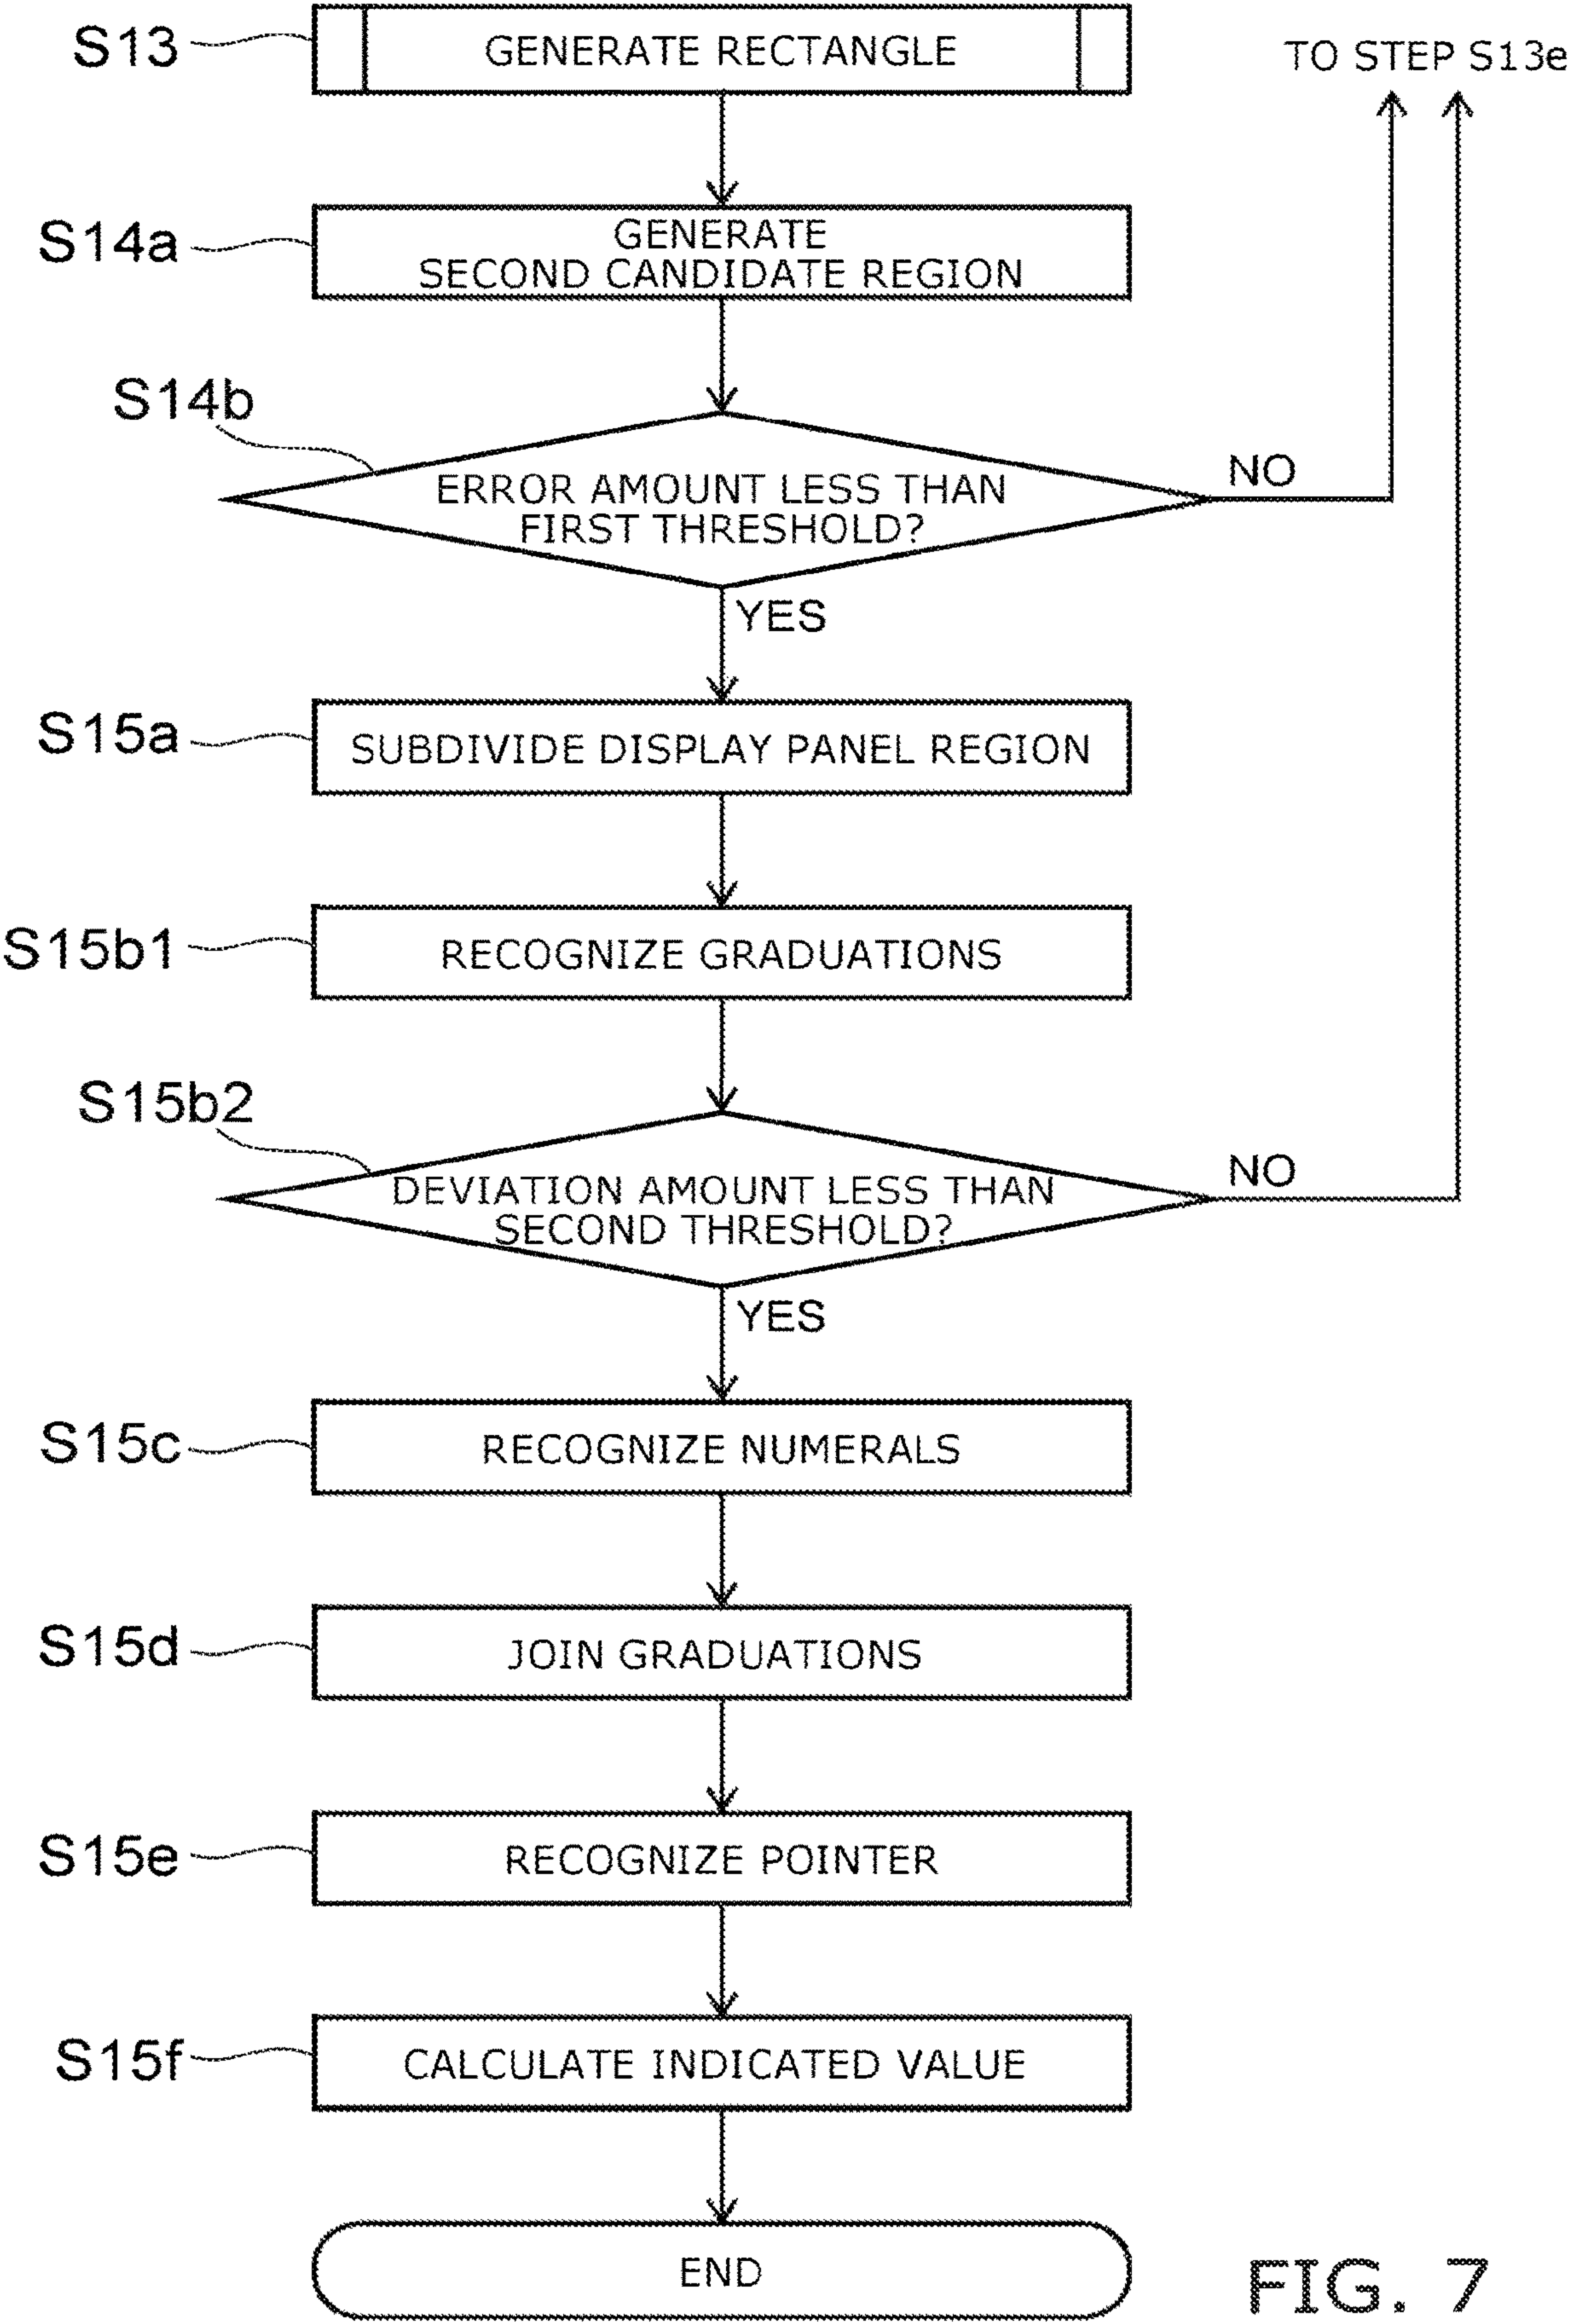 S13
GENERATE RECTANGLE
TO STEP S13e
S14a
GENERATE
SECOND CANDIDATE REGION
S14b
ERROR AMOUNT LESS THAN
FIRST THRESHOLD?
NO
YES
S15a
SUBDIVIDE DISPLAY PANEL REGION
S15b1
RECOGNIZE GRADUATIONS
S15b2
DEVIATION AMOUNT LESS THAN
SECOND THRESHOLD?
NO
YES
S15c
RECOGNIZE NUMERALS
S15d
JOIN GRADUATIONS
S15e
RECOGNIZE POINTER
S15f
CALCULATE INDICATED VALUE
END
FIG. 7